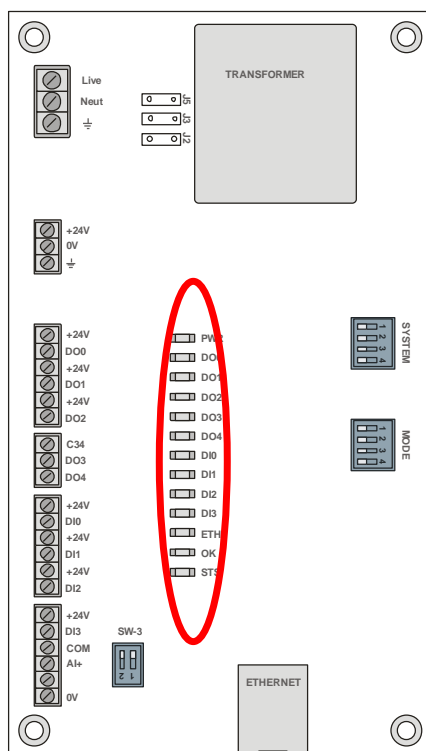 TRANSFORMER
Live
Neut
J5
J3
J2
+24V
0V
SYSTEM
1
2
3
4
MODE
1
2
3
4
+24V
DO0
+24V
DO1
+24V
DO2
C34
DO3
DO4
+24V
DI0
+24V
DI1
+24V
DI2
+24V
DI3
COM
AI+
0V
PWR
DO0
DO1
DO2
DO3
DO4
DI0
DI1
DI2
DI3
ETH
OK
STS
SW-3
1
2
ETHERNET